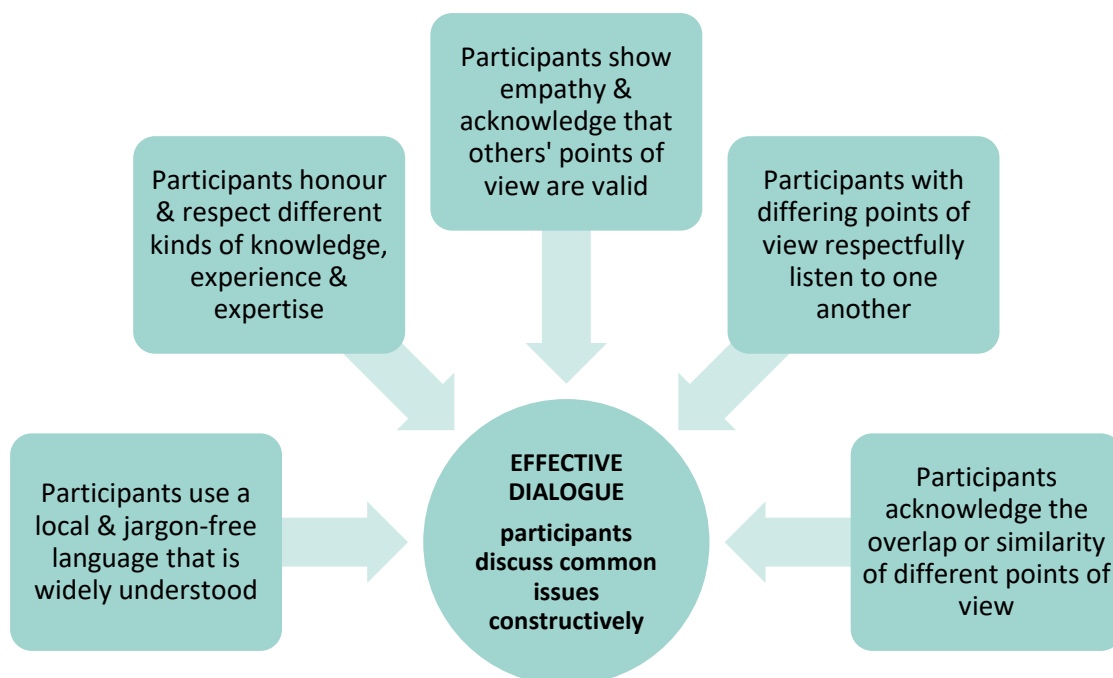 Participants show
empathy &
acknowledge that
others' points of
view are valid
Participants honour
& respect different
kinds of knowledge,
experience &
expertise
Participants with
differing points of
view respectfully
listen to one
another
Participants use a
local & jargon-free
language that is
widely understood
EFFECTIVE
DIALOGUE
participants
discuss common
issues
constructively
Participants
acknowledge the
overlap or similarity
of different points of
view